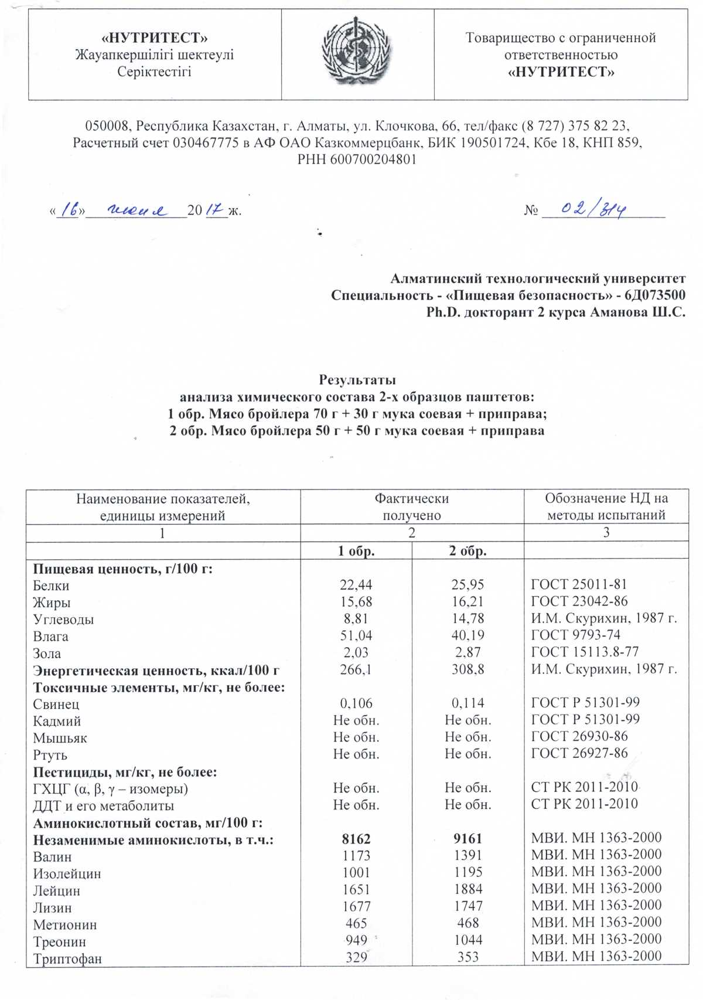 «НУТРИТЕСТ»
Жауапкершілігі шектеулі
Серіктестігі
Товарищество с ограниченной
ответственностью
«НУТРИТЕСТ»
050008, Республика Казахстан, г. Алматы, ул. Клочкова, 66, тел/факс (8 727) 375 82 23,
Расчетный счет 030467775 в АФ ОАО Казкоммерцбанк, БИК 190501724, Кбе 18, КНП 859,
РНН 600700204801
«16» июня 2017 ж. № 02/314
Алматинский технологический университет
Специальность - «Пищевая безопасность» - 6Д073500
Ph.D. докторант 2 курса Аманова Ш.С.
Результаты
анализа химического состава 2-х образцов паштетов:
1 обр. Мясо бройлера 70 г + 30 г мука соевая + приправа;
2 обр. Мясо бройлера 50 г + 50 г мука соевая + приправа
Наименование показателей, Фактически Обозначение НД на
единицы измерений получено методы испытаний
1 2 3
1 обр. 2 обр.
Пищевая ценность, г/100 г:
Белки 22,44 25,95 ГОСТ 25011-81
Жиры 15,68 16,21 ГОСТ 23042-86
Углеводы 8,81 14,78 И.М. Скурихин, 1987 г.
Влага 51,04 40,19 ГОСТ 9793-74
Зола 2,03 2,87 ГОСТ 15113.8-77
Энергетическая ценность, ккал/100 г 266,1 308,8 И.М. Скурихин, 1987 г.
Токсичные элементы, мг/кг, не более:
Свинец 0,106 0,114 ГОСТ Р 51301-99
Кадмий Не обн. Не обн. ГОСТ Р 51301-99
Мышьяк Не обн. Не обн. ГОСТ 26930-86
Ртуть Не обн. Не обн. ГОСТ 26927-86
Пестициды, мг/кг, не более:
ГХЦГ (α, β, γ – изомеры) Не обн. Не обн. СТ РК 2011-2010
ДДТ и его метаболиты Не обн. Не обн. СТ РК 2011-2010
Аминокислотный состав, мг/100 г:
Незаменимые аминокислоты, в т.ч.: 8162 9161 МВИ. МН 1363-2000
Валин 1173 1391 МВИ. МН 1363-2000
Изолейцин 1001 1195 МВИ. МН 1363-2000
Лейцин 1651 1884 МВИ. МН 1363-2000
Лизин 1677 1747 МВИ. МН 1363-2000
Метионин 465 468 МВИ. МН 1363-2000
Треонин 949 1044 МВИ. МН 1363-2000
Триптофан 329 353 МВИ. МН 1363-2000